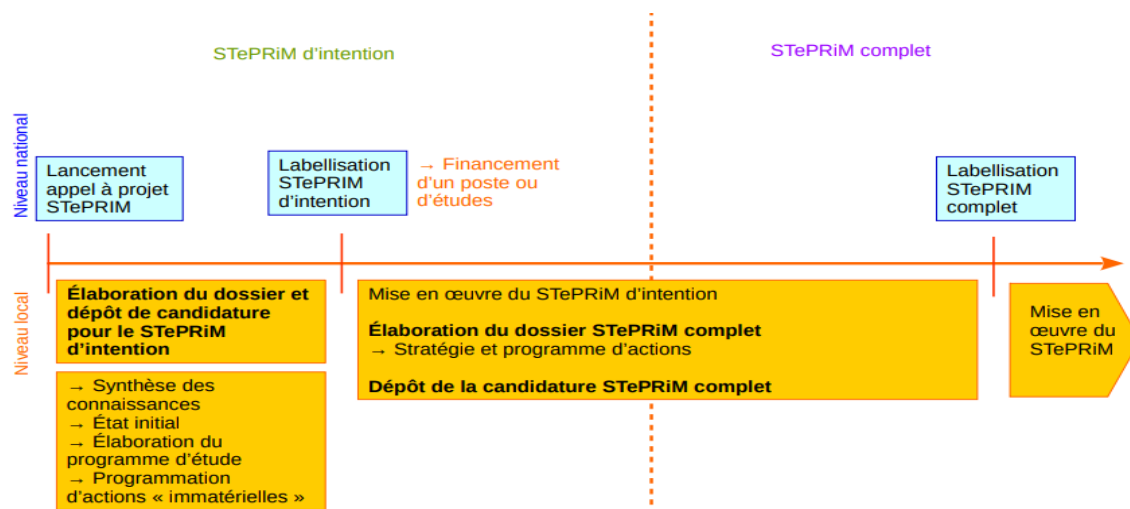 STePRiM d'intention
STePRiM complet
Niveau national
Lancement
appel à projet
STePRIM
Labellisation
STePRIM
d'intention
→ Financement
d'un poste ou
d'études
Labellisation
STePRIM
complet
Niveau local
Élaboration du dossier et
dépôt de candidature
pour le STePRiM
d'intention
→ Synthèse des
connaissances
→ État initial
→ Élaboration du
programme d'étude
→ Programmation
d'actions « immatérielles »
Mise en œuvre du STePRiM d'intention
Élaboration du dossier STePRiM complet
→ Stratégie et programme d'actions
Dépôt de la candidature STePRiM complet
Mise en
œuvre du
STePRiM